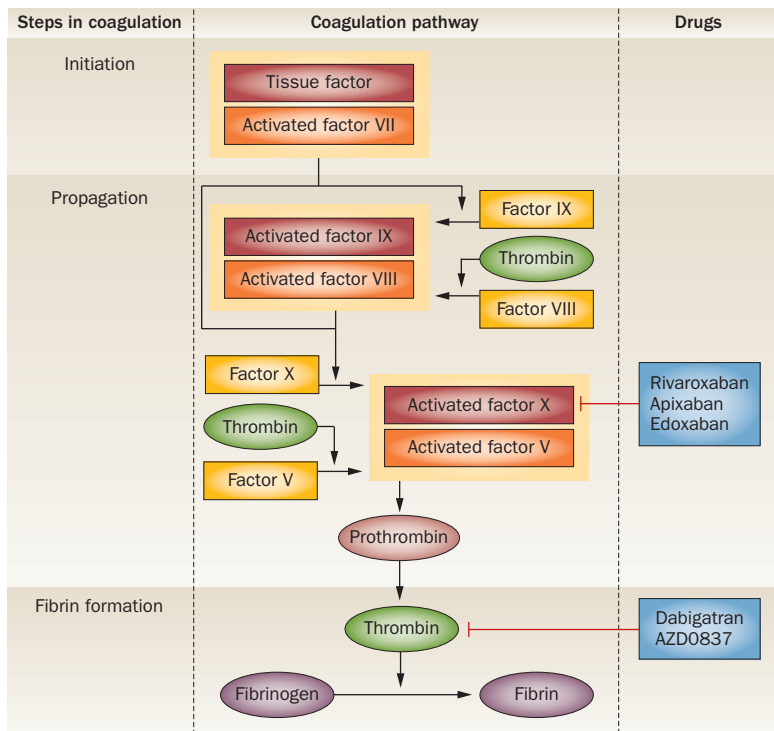 Steps in coagulation
Coagulation pathway
Drugs
Initiation
Tissue factor
Activated factor VII
Propagation
Factor IX
Activated factor IX
Thrombin
Activated factor VIII
Factor VIII
Factor X
Rivaroxaban
Apixaban
Edoxaban
Activated factor X
Thrombin
Activated factor V
Factor V
Prothrombin
Fibrin formation
Thrombin
Dabigatran
AZD0837
Fibrinogen
Fibrin